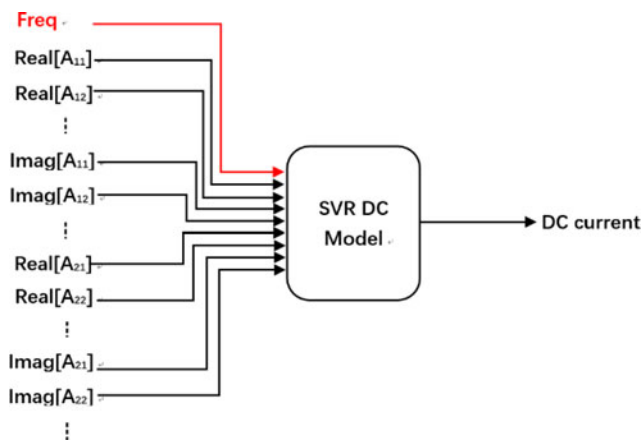 Freq
Real[A₁₁]
Real[A₁₂]
⋮
Imag[A₁₁]
Imag[A₁₂]
⋮
Real[A₂₁]
Real[A₂₂]
⋮
Imag[A₂₁]
Imag[A₂₂]
⋮
SVR DC
Model
DC current